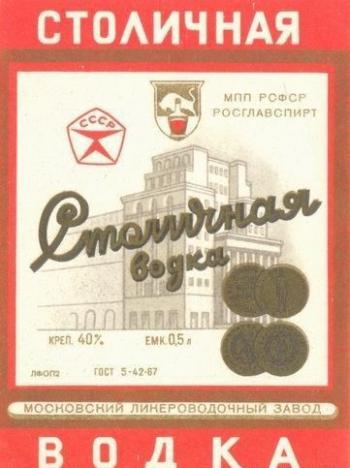 СТОЛИЧНАЯ
МПП РСФСР
РОСГЛАВСПИРТ
СССР
Столичная
водка
КРЕП. 40% ЕМК. 0,5 л
ЛФОП2 ГОСТ 5-42-67
МОСКОВСКИЙ ЛИКЕРОВОДОЧНЫЙ ЗАВОД
ВОДКА